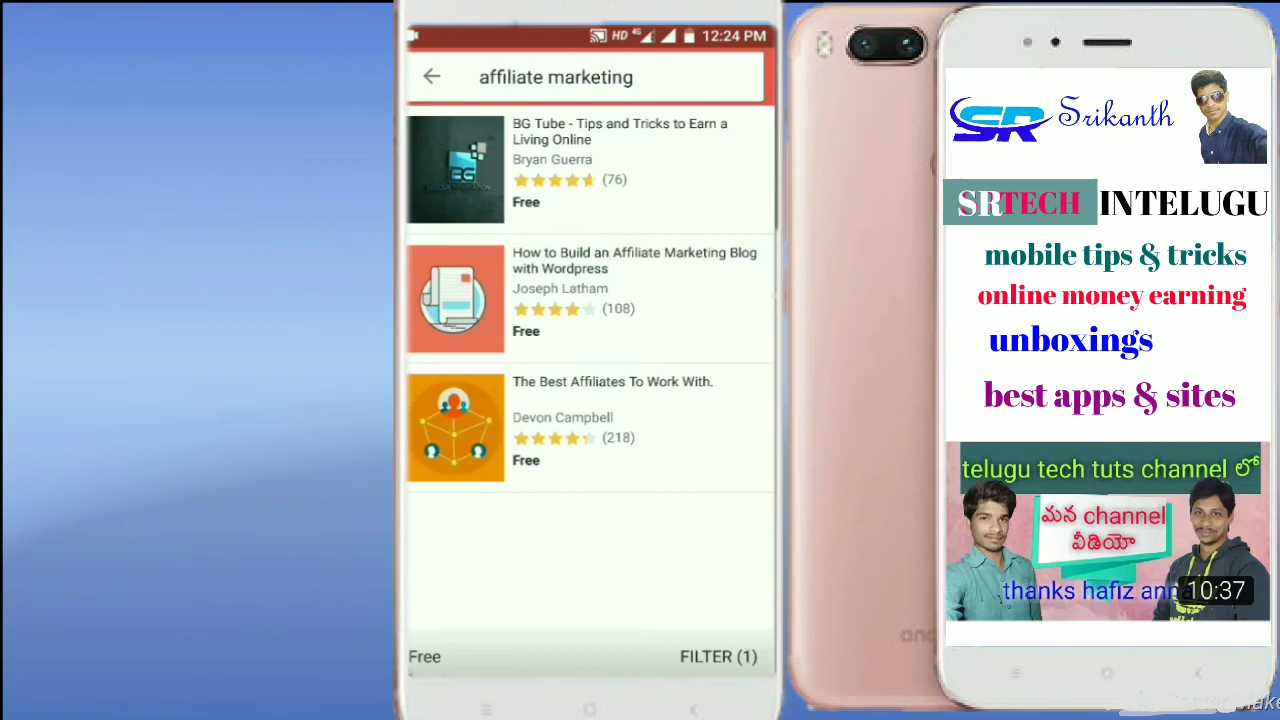 HD 4G 12:24 PM
affiliate marketing
BG Tube - Tips and Tricks to Earn a
Living Online
Bryan Guerra
(76)
Free
How to Build an Affiliate Marketing Blog
with Wordpress
Joseph Latham
(108)
Free
The Best Affiliates To Work With.
Devon Campbell
(218)
Free
Free FILTER (1)
SR Srikanth
SRTECH INTELUGU
mobile tips & tricks
online money earning
unboxings
best apps & sites
telugu tech tuts channel లో
మన channel
వీడియో
thanks hafiz anna
10:37